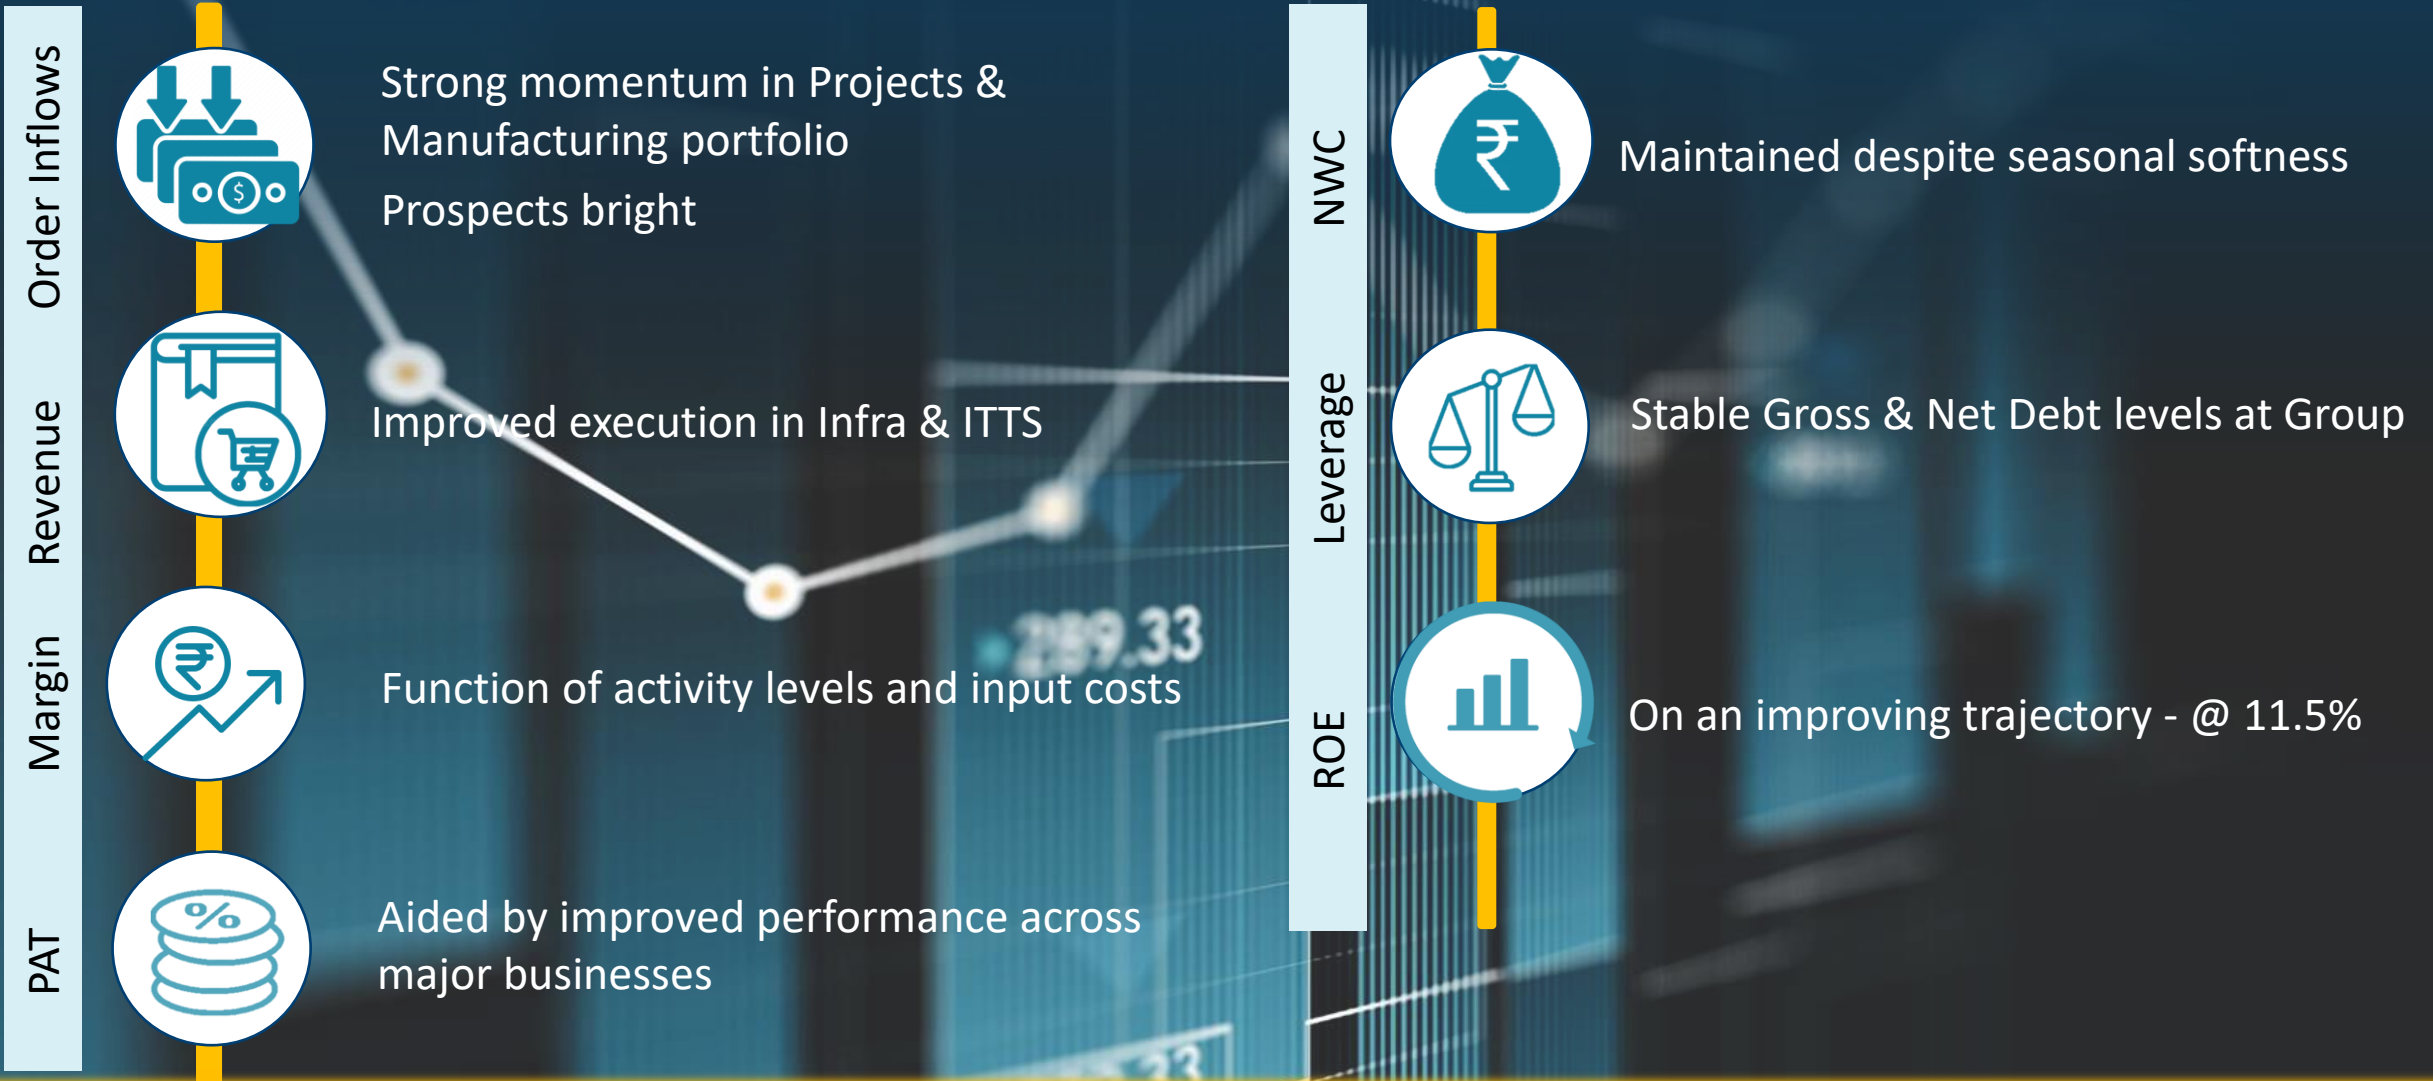 Order Inflows
Strong momentum in Projects &
Manufacturing portfolio
Prospects bright
Revenue
Improved execution in Infra & ITTS
Margin
Function of activity levels and input costs
289.33
PAT
Aided by improved performance across
major businesses
NWC
₹
Maintained despite seasonal softness
Leverage
Stable Gross & Net Debt levels at Group
ROE
On an improving trajectory - @ 11.5%
$
₹
%